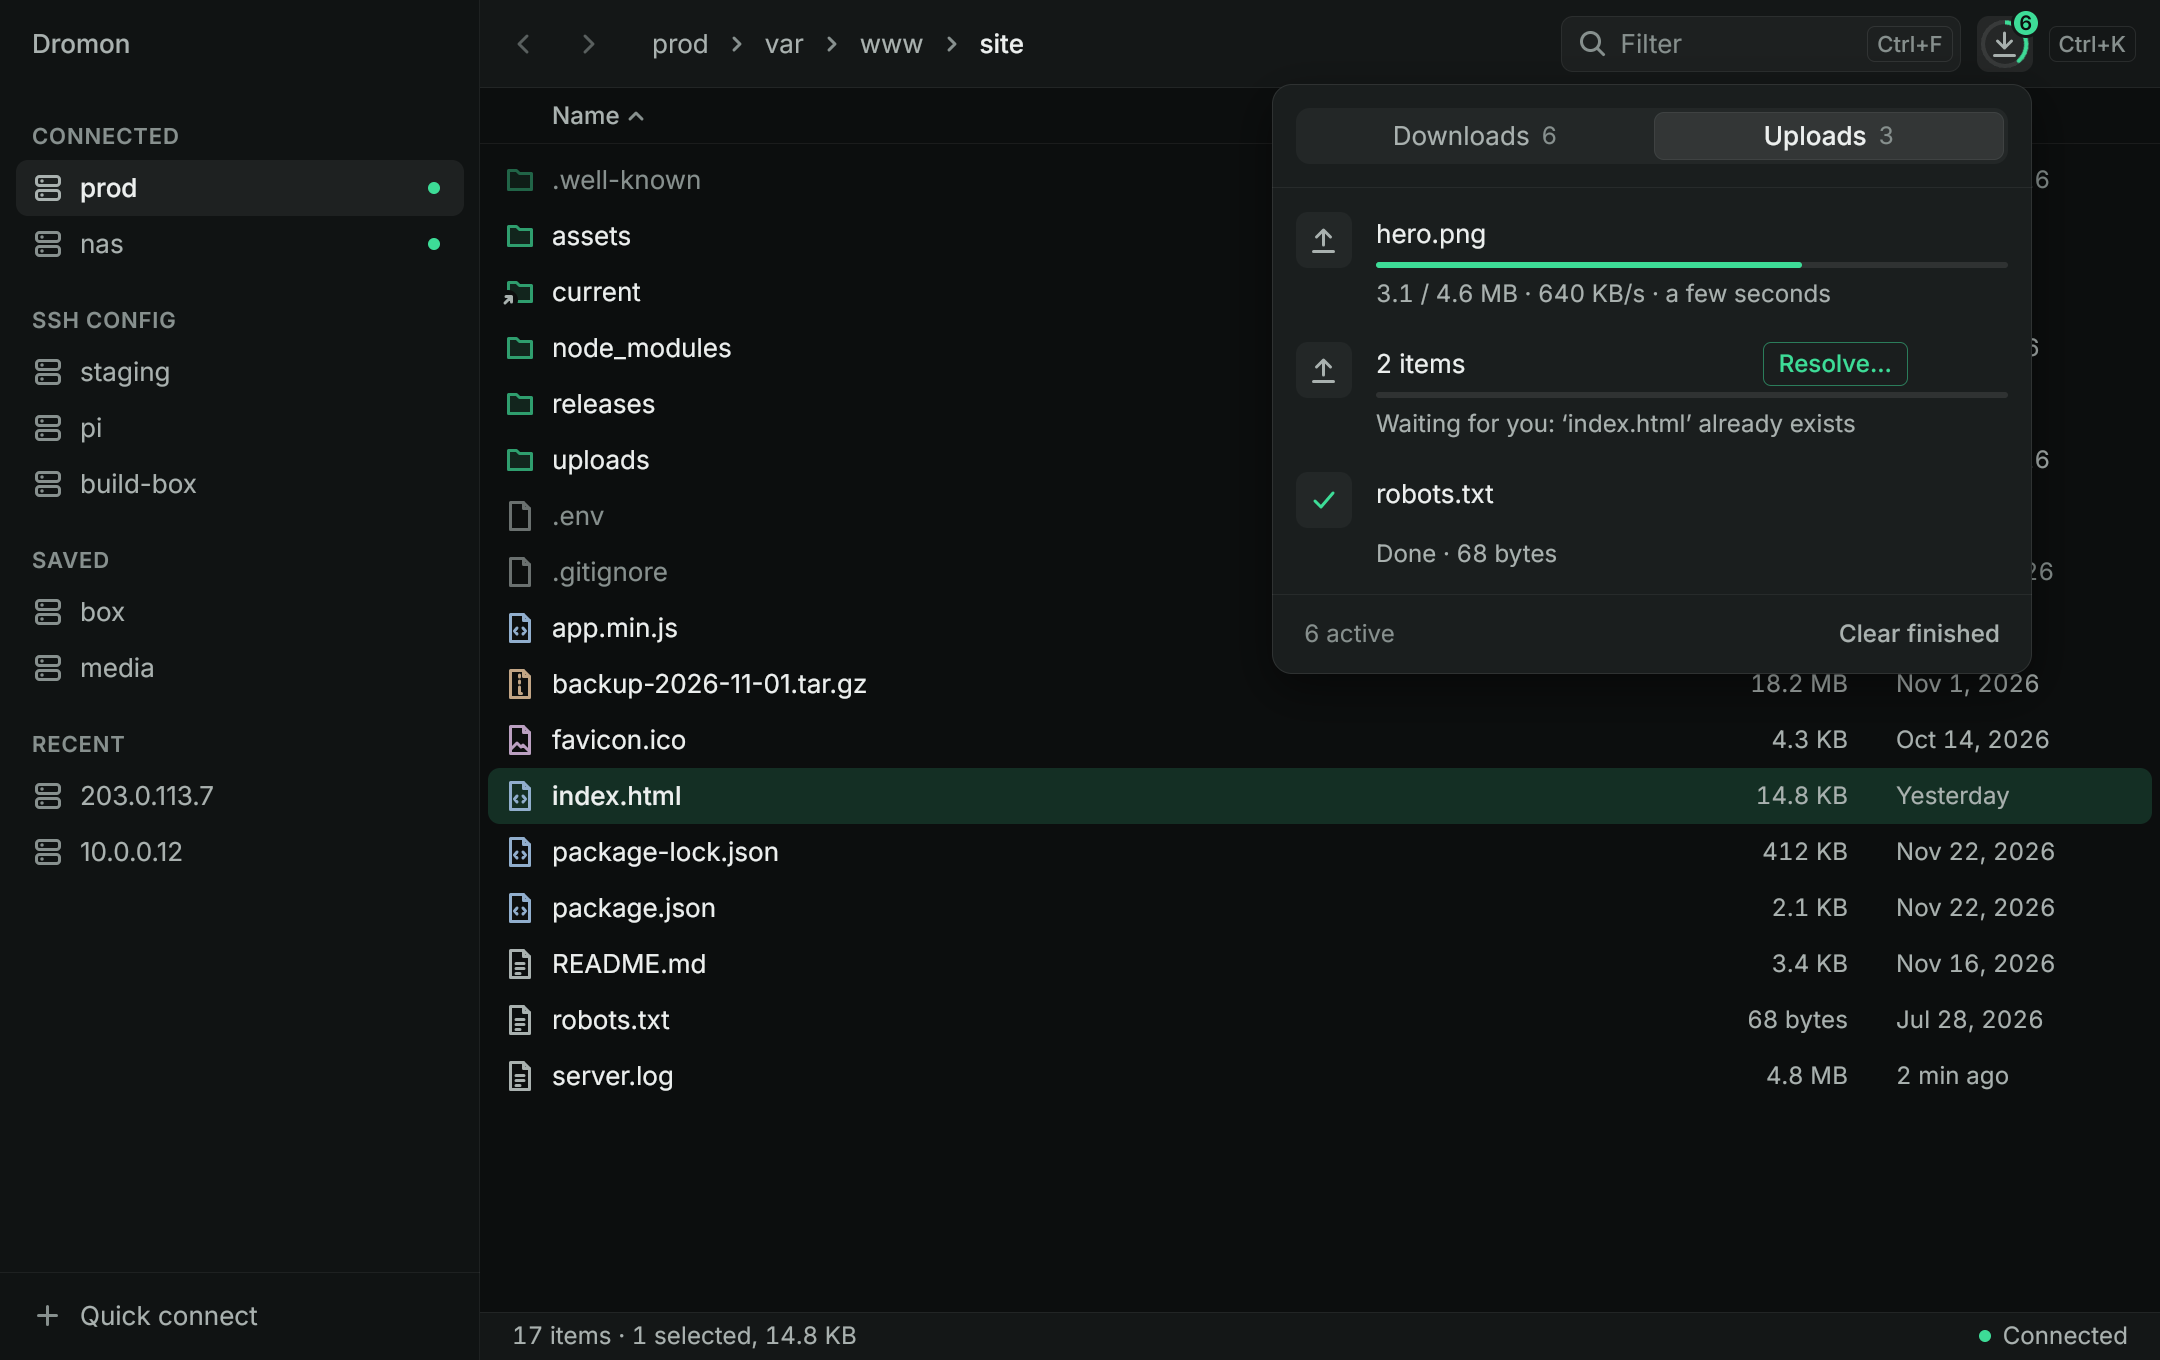 Dromon
CONNECTED
prod
nas
SSH CONFIG
staging
pi
build-box
SAVED
box
media
RECENT
203.0.113.7
10.0.0.12
Quick connect
prod var www site
Filter Ctrl+F
6
Ctrl+K
Name
.well-known 6
assets
current
node_modules
releases
uploads 6
.env
.gitignore 26
app.min.js
backup-2026-11-01.tar.gz 18.2 MB Nov 1, 2026
favicon.ico 4.3 KB Oct 14, 2026
index.html 14.8 KB Yesterday
package-lock.json 412 KB Nov 22, 2026
package.json 2.1 KB Nov 22, 2026
README.md 3.4 KB Nov 16, 2026
robots.txt 68 bytes Jul 28, 2026
server.log 4.8 MB 2 min ago
Downloads 6 Uploads 3
hero.png
3.1 / 4.6 MB · 640 KB/s · a few seconds
2 items Resolve…
Waiting for you: ‘index.html’ already exists
robots.txt
Done · 68 bytes
6 active Clear finished
17 items · 1 selected, 14.8 KB
Connected